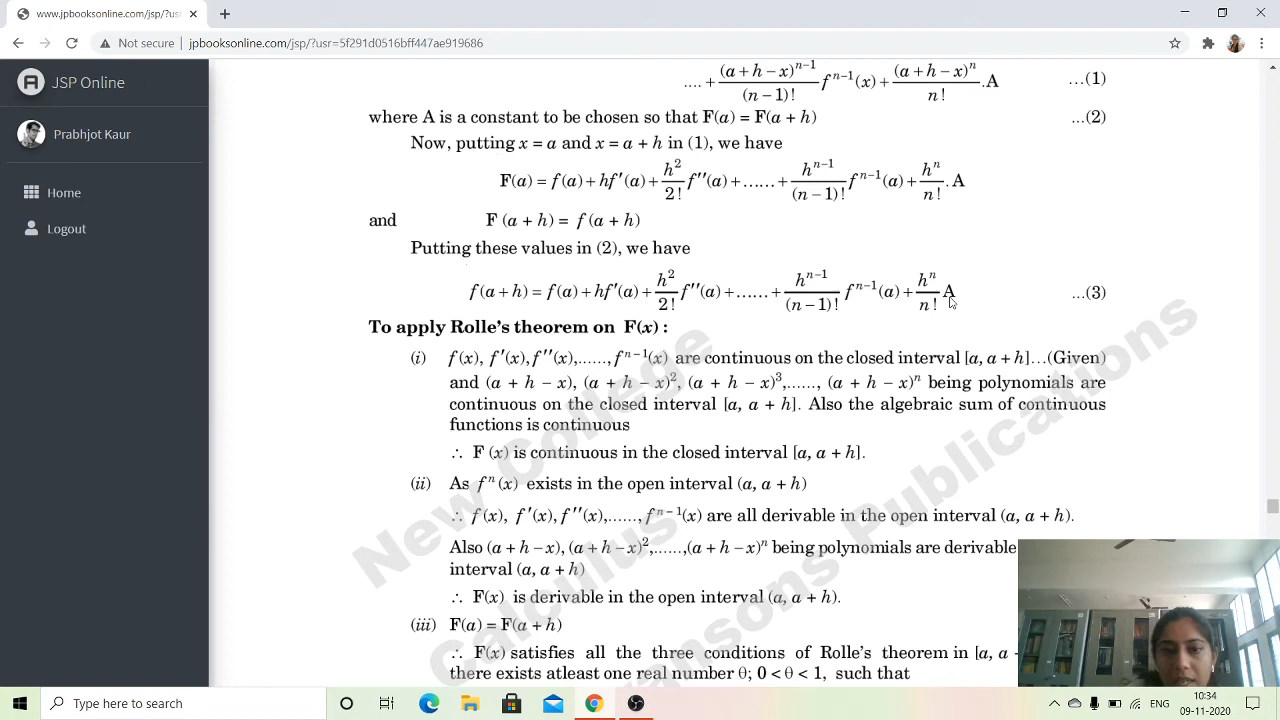 www.jpbooksonline.com/jsp/?us
Not secure jpbooksonline.com/jsp/?usr=5f291d0516bff447ae919686
JSP Online
Prabhjot Kaur
Home
Logout
.... + (a + h – x)^{n–1}/(n – 1)! f^{n–1}(x) + (a + h – x)^n/n! .A ...(1)
where A is a constant to be chosen so that F(a) = F(a + h) ...(2)
Now, putting x = a and x = a + h in (1), we have
F(a) = f(a) + hf′(a) + h²/2! f′′(a) + ...... + h^{n–1}/(n – 1)! f^{n–1}(a) + h^n/n! . A
and F (a + h) = f (a + h)
Putting these values in (2), we have
f (a + h) = f (a) + hf′(a) + h²/2! f′′(a) + ...... + h^{n–1}/(n – 1)! f^{n–1}(a) + h^n/n! A ...(3)
To apply Rolle's theorem on F(x) :
(i) f (x), f ′(x), f ′′(x),......, f^{n–1}(x) are continuous on the closed interval [a, a + h]...(Given)
and (a + h – x), (a + h – x)², (a + h – x)³,......, (a + h – x)^n being polynomials are
continuous on the closed interval [a, a + h]. Also the algebraic sum of continuous
functions is continuous
∴ F (x) is continuous in the closed interval [a, a + h].
(ii) As f^n(x) exists in the open interval (a, a + h)
∴ f (x), f ′(x), f ′′(x),......, f^{n–1}(x) are all derivable in the open interval (a, a + h).
Also (a + h – x), (a + h – x)²,......,(a + h – x)^n being polynomials are derivable
interval (a, a + h)
∴ F(x) is derivable in the open interval (a, a + h).
(iii) F(a) = F(a + h)
∴ F(x) satisfies all the three conditions of Rolle's theorem in [a, a
there exists atleast one real number θ; 0 < θ < 1, such that
New College
Calculus
Publications
Type here to search
ENG
10:34
09-11-2020